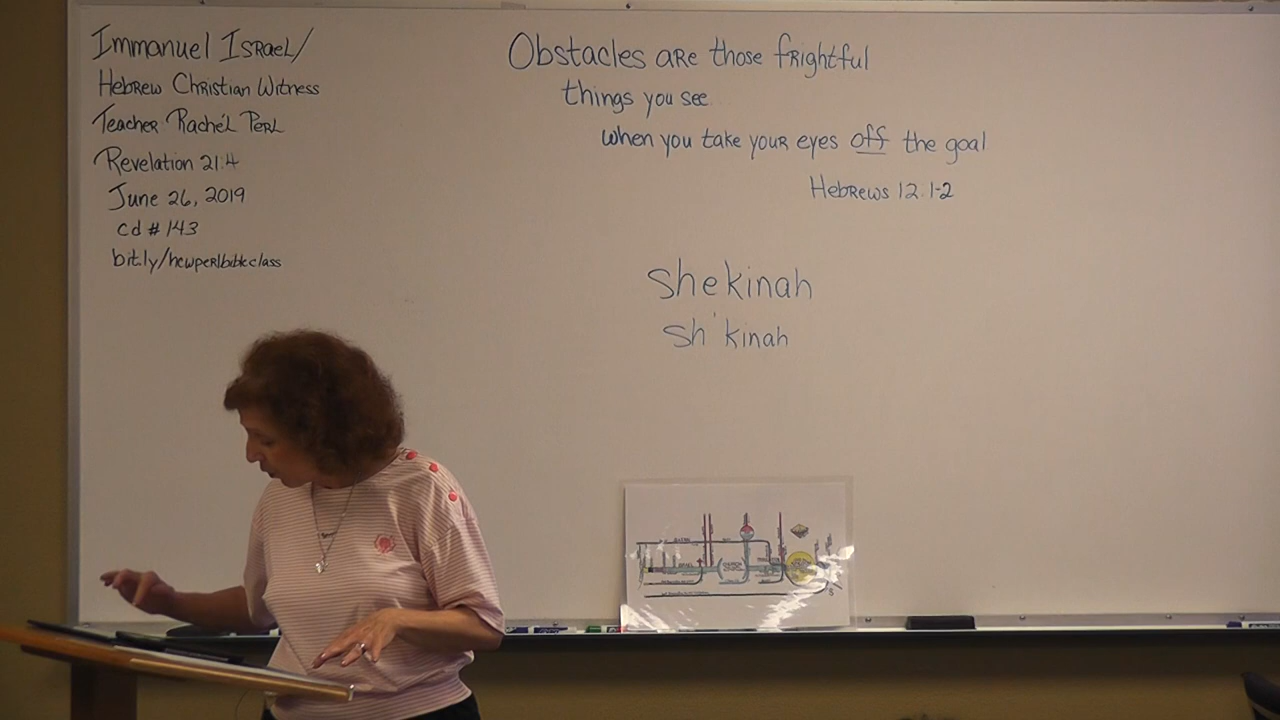 Immanuel Israel/
Hebrew Christian Witness
Teacher Rachél Perl
Revelation 21:4
June 26, 2019
cd # 143
bit.ly/hcwperlbibleclass
Obstacles are those frightful
things you see
when you take your eyes off the goal
Hebrews 12:1-2
Shekinah
Sh'kinah